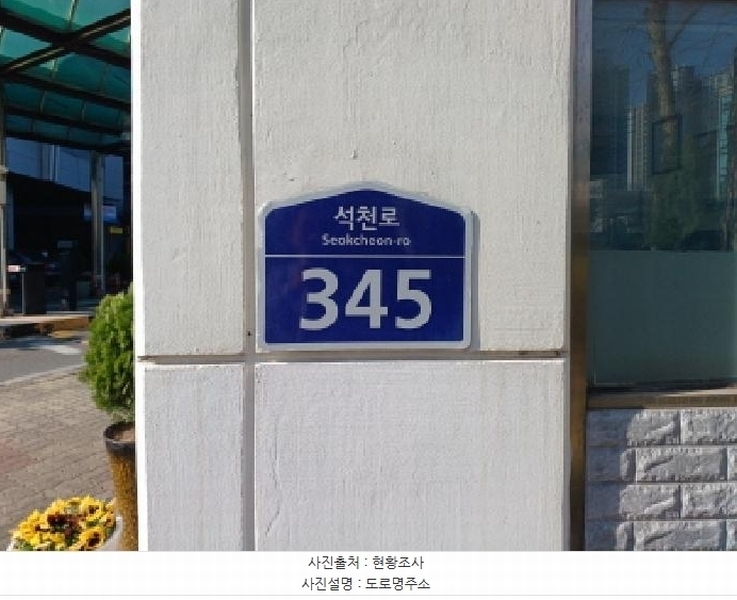 석천로
Seokcheon-ro
345
사진출처 : 현황조사
사진설명 : 도로명주소